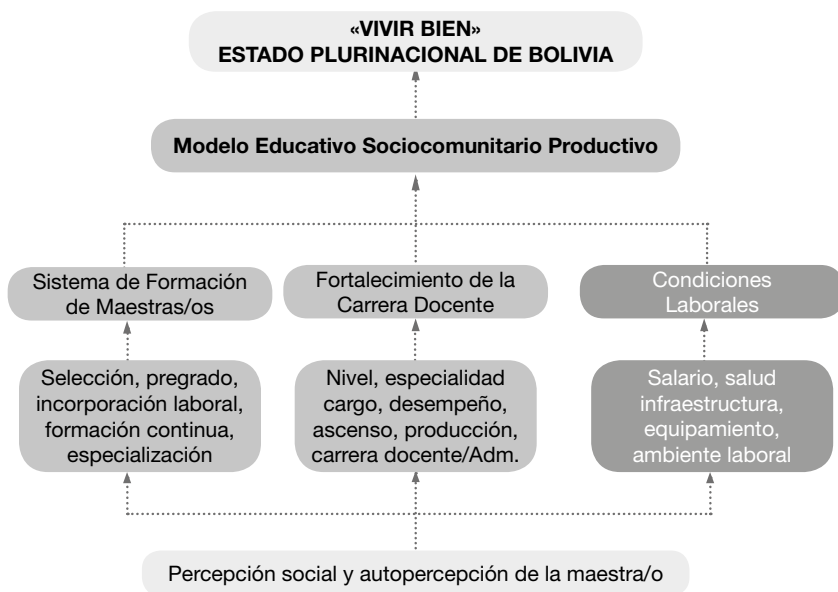 «VIVIR BIEN»
ESTADO PLURINACIONAL DE BOLIVIA
Modelo Educativo Sociocomunitario Productivo
Sistema de Formación
de Maestras/os
Fortalecimiento de la
Carrera Docente
Condiciones
Laborales
Selección, pregrado,
incorporación laboral,
formación continua,
especialización
Nivel, especialidad
cargo, desempeño,
ascenso, producción,
carrera docente/Adm.
Salario, salud
infraestructura,
equipamiento,
ambiente laboral
Percepción social y autopercepción de la maestra/o